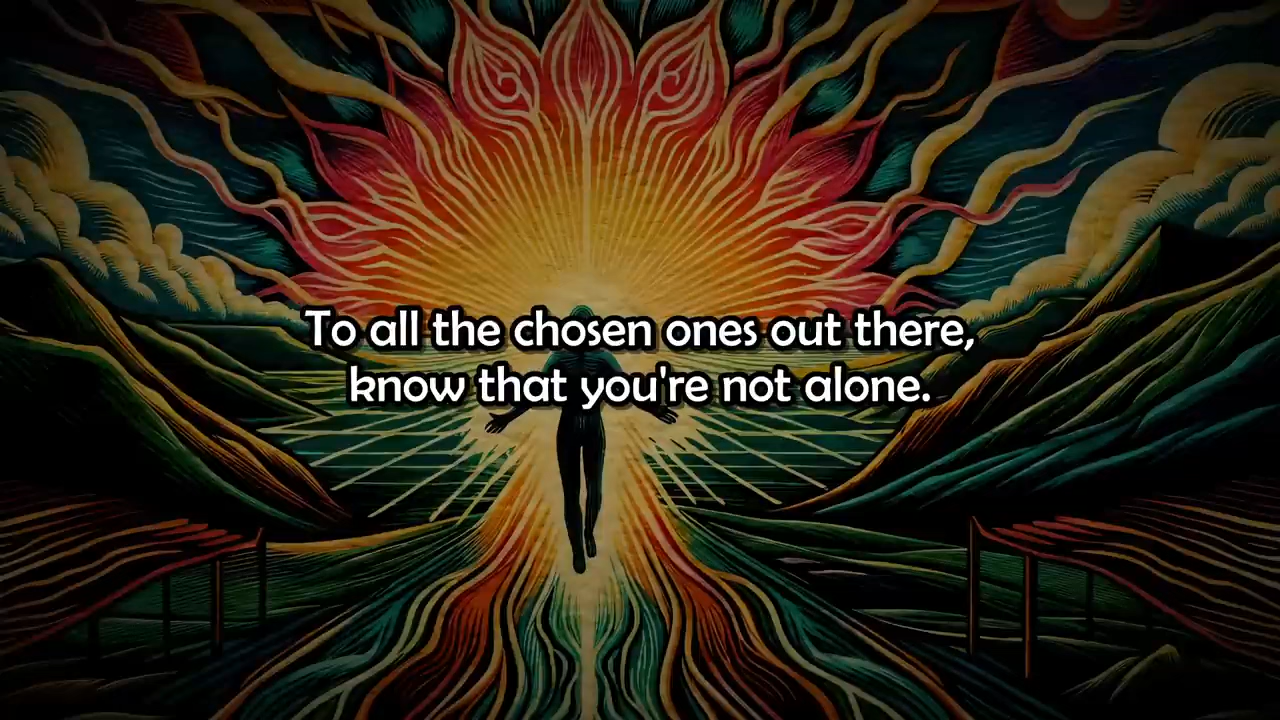 To all the chosen ones out there,
know that you're not alone.